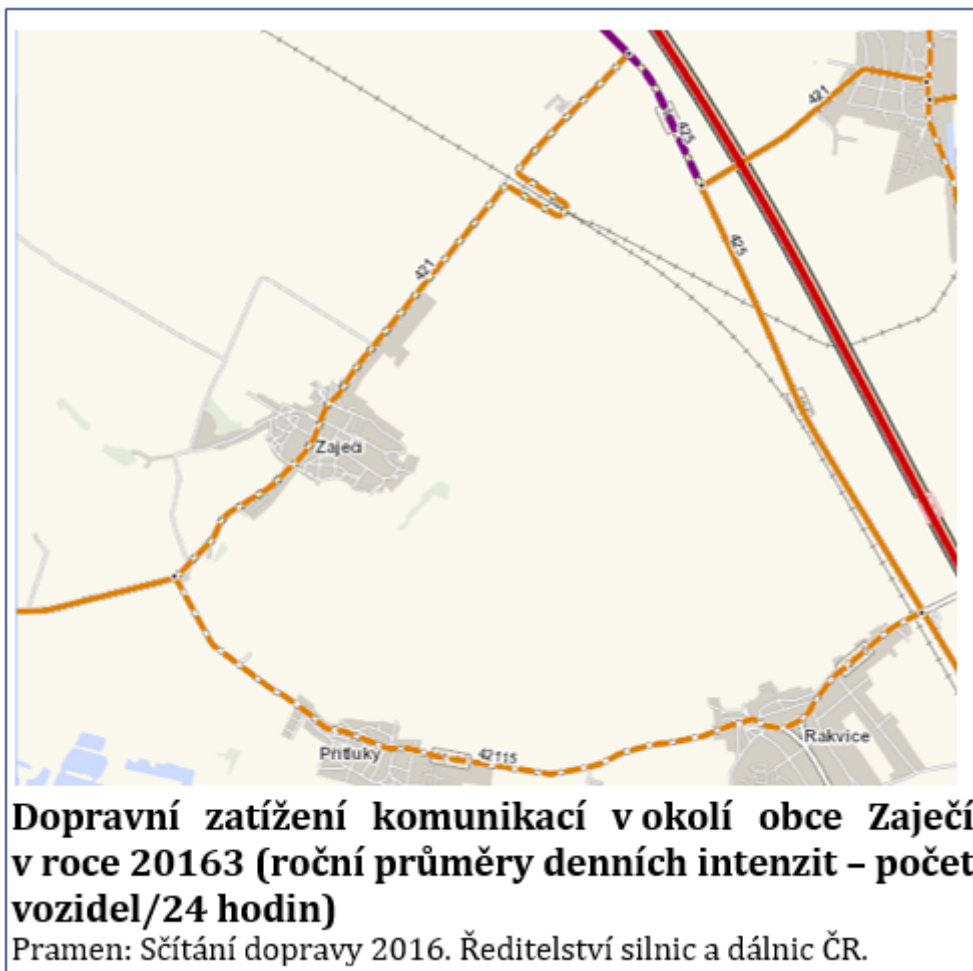 421
425
421
425
Zaječí
Přítluky
42115
Rakvice
Dopravní zatížení komunikací v okolí obce Zaječí
v roce 20163 (roční průměry denních intenzit – počet
vozidel/24 hodin)
Pramen: Sčítání dopravy 2016. Ředitelství silnic a dálnic ČR.